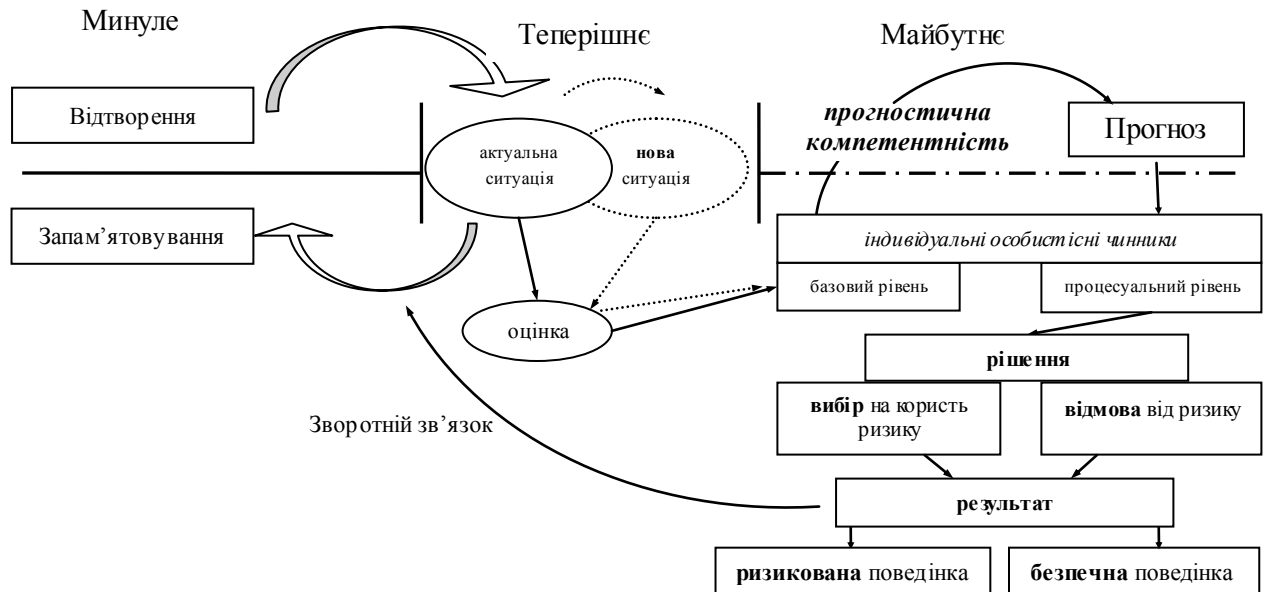 Минуле
Теперішнє
Майбутнє
Відтворення
актуальна
ситуація
нова
ситуація
прогностична
компетентність
Прогноз
Запам’ятовування
індивідуальні особистісні чинники
базовий рівень
процесуальний рівень
оцінка
рішення
вибір на користь
ризику
відмова від ризику
Зворотній зв’язок
результат
ризикована поведінка
безпечна поведінка